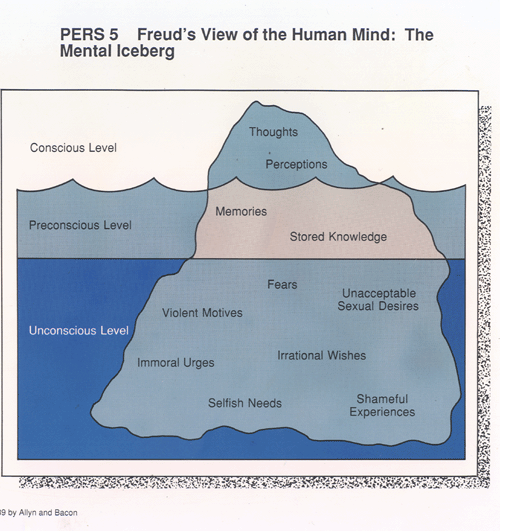 PERS 5 Freud's View of the Human Mind: The
Mental Iceberg
Conscious Level
Thoughts
Perceptions
Preconscious Level
Memories
Stored Knowledge
Unconscious Level
Fears
Unacceptable
Sexual Desires
Violent Motives
Immoral Urges
Irrational Wishes
Selfish Needs
Shameful
Experiences
by Allyn and Bacon